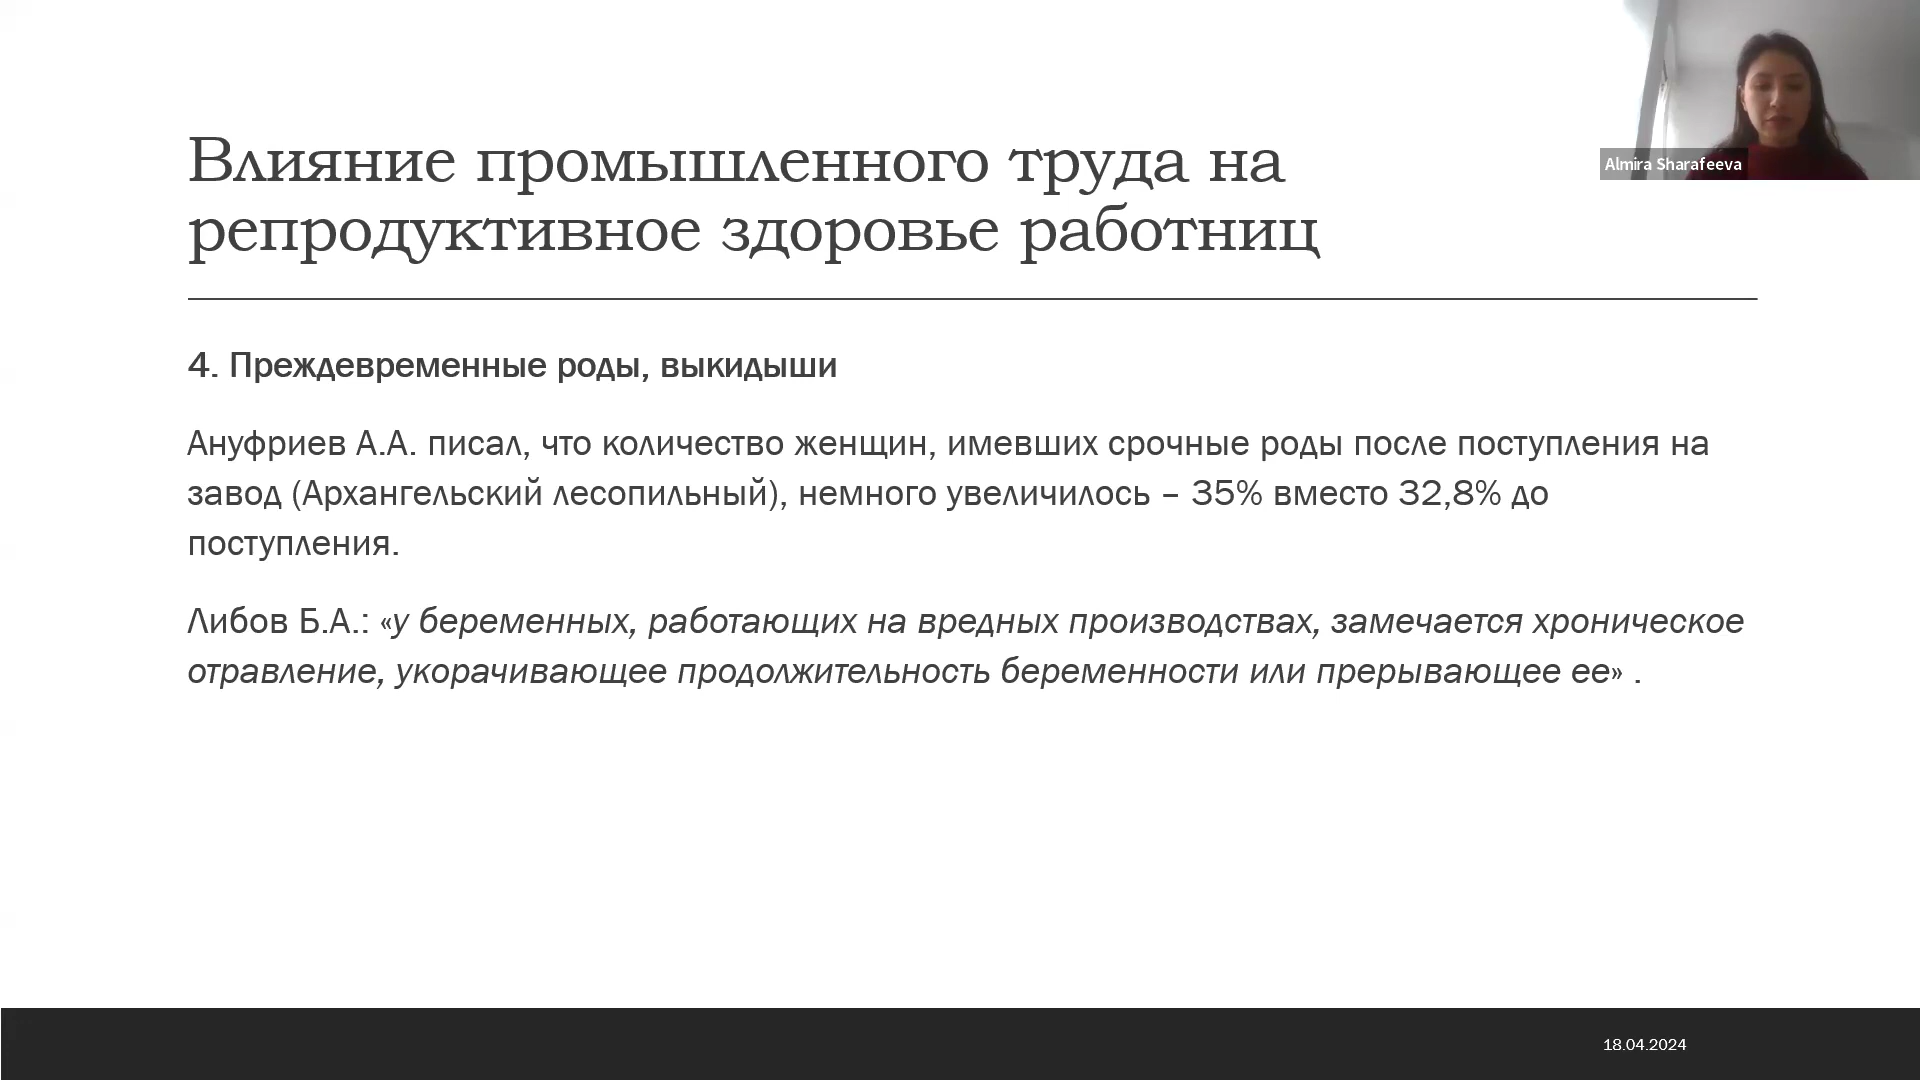 Влияние промышленного труда на
репродуктивное здоровье работниц
Almira Sharafeeva
4. Преждевременные роды, выкидыши
Ануфриев А.А. писал, что количество женщин, имевших срочные роды после поступления на
завод (Архангельский лесопильный), немного увеличилось – 35% вместо 32,8% до
поступления.
Либов Б.А.: «у беременных, работающих на вредных производствах, замечается хроническое
отравление, укорачивающее продолжительность беременности или прерывающее ее» .
18.04.2024